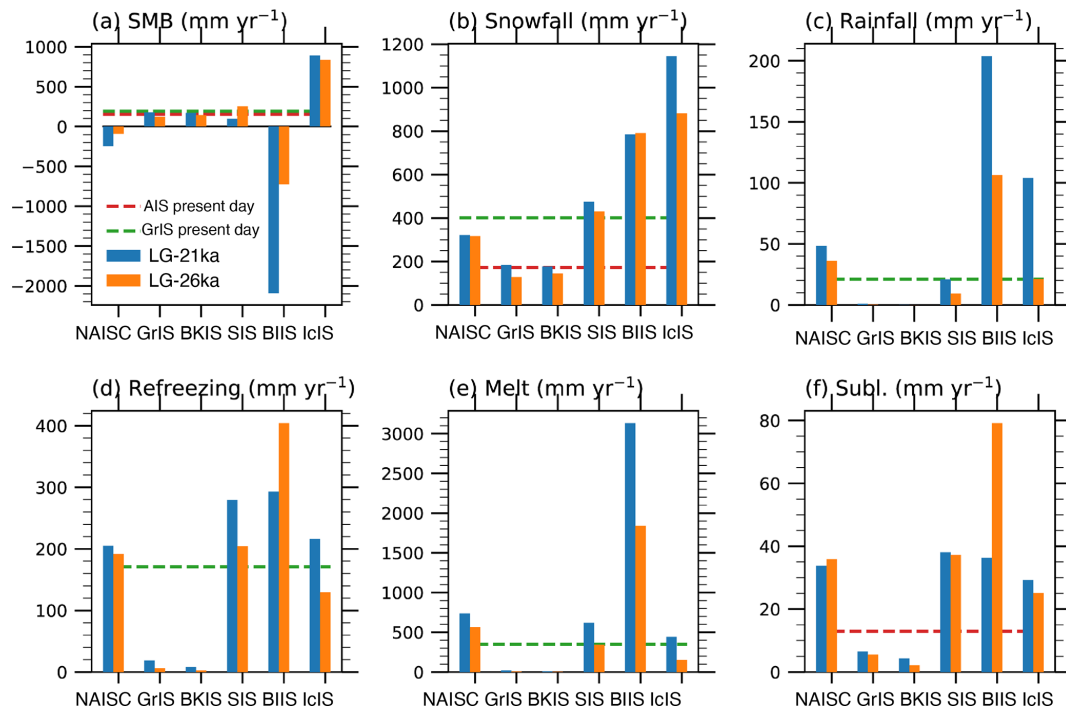 (a) SMB (mm yr⁻¹)
(b) Snowfall (mm yr⁻¹)
(c) Rainfall (mm yr⁻¹)
1000
500
0
−500
−1000
−1500
−2000
AIS present day
GrIS present day
LG-21ka
LG-26ka
NAISC GrIS BKIS SIS BIIS IcIS
1200
1000
800
600
400
200
0
NAISC GrIS BKIS SIS BIIS IcIS
200
150
100
50
0
NAISC GrIS BKIS SIS BIIS IcIS
(d) Refreezing (mm yr⁻¹)
(e) Melt (mm yr⁻¹)
(f) Subl. (mm yr⁻¹)
400
300
200
100
0
NAISC GrIS BKIS SIS BIIS IcIS
3000
2500
2000
1500
1000
500
0
NAISC GrIS BKIS SIS BIIS IcIS
80
60
40
20
0
NAISC GrIS BKIS SIS BIIS IcIS